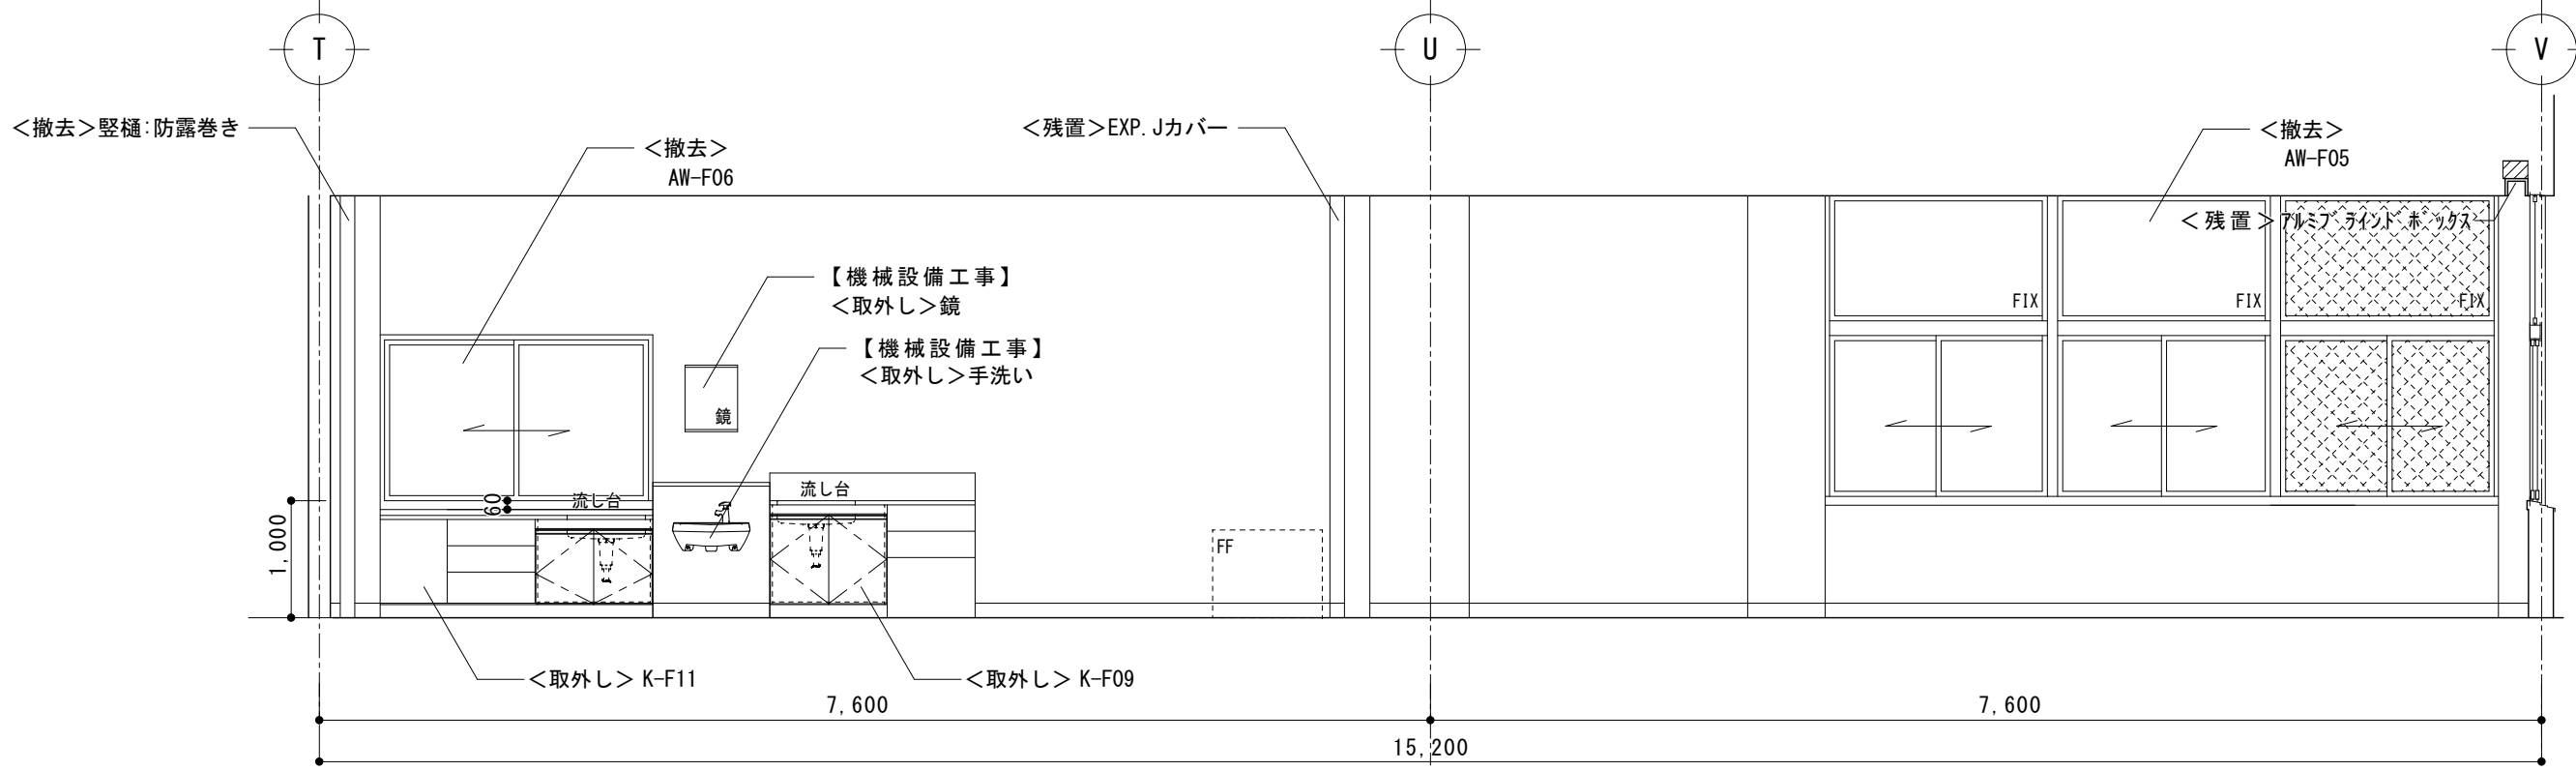 T
U
V
＜撤去＞竪樋:防露巻き
＜撤去＞
AW-F06
＜残置＞EXP.Jカバー
＜撤去＞
AW-F05
＜残置＞アルミブラインドボックス
【機械設備工事】
＜取外し＞鏡
【機械設備工事】
＜取外し＞手洗い
FIX
FIX
FIX
鏡
流し台
流し台
60
1,000
FF
＜取外し＞K-F11
＜取外し＞K-F09
7,600
7,600
15,200